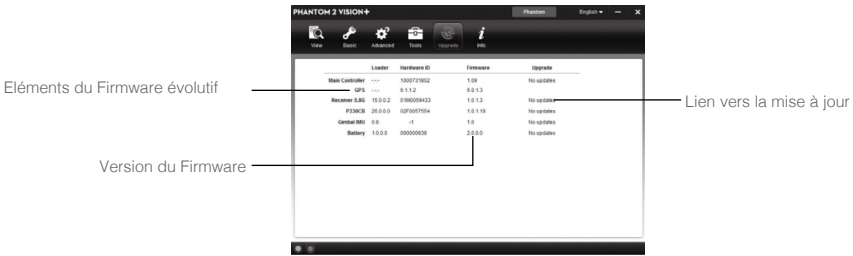 PHANTOM 2 VISION+
Phantom
English
View
Basic
Advanced
Tools
Upgrade
Info
Loader Hardware ID Firmware Upgrade
Main Controller -.-.- 1000731802 1.09 No updates
GPS -.-.- 6.1.1.2 6.0.1.3
Receiver 5.8G 15.0.0.2 01M0059433 1.0.1.3 No updates
P330CB 26.0.0.0 02F0057554 1.0.1.19 No updates
Gimbal IMU 0.0 -1 1.0 No updates
Battery 1.0.0.0 000000636 2.0.0.0 No updates
Eléments du Firmware évolutif
Lien vers la mise à jour
Version du Firmware